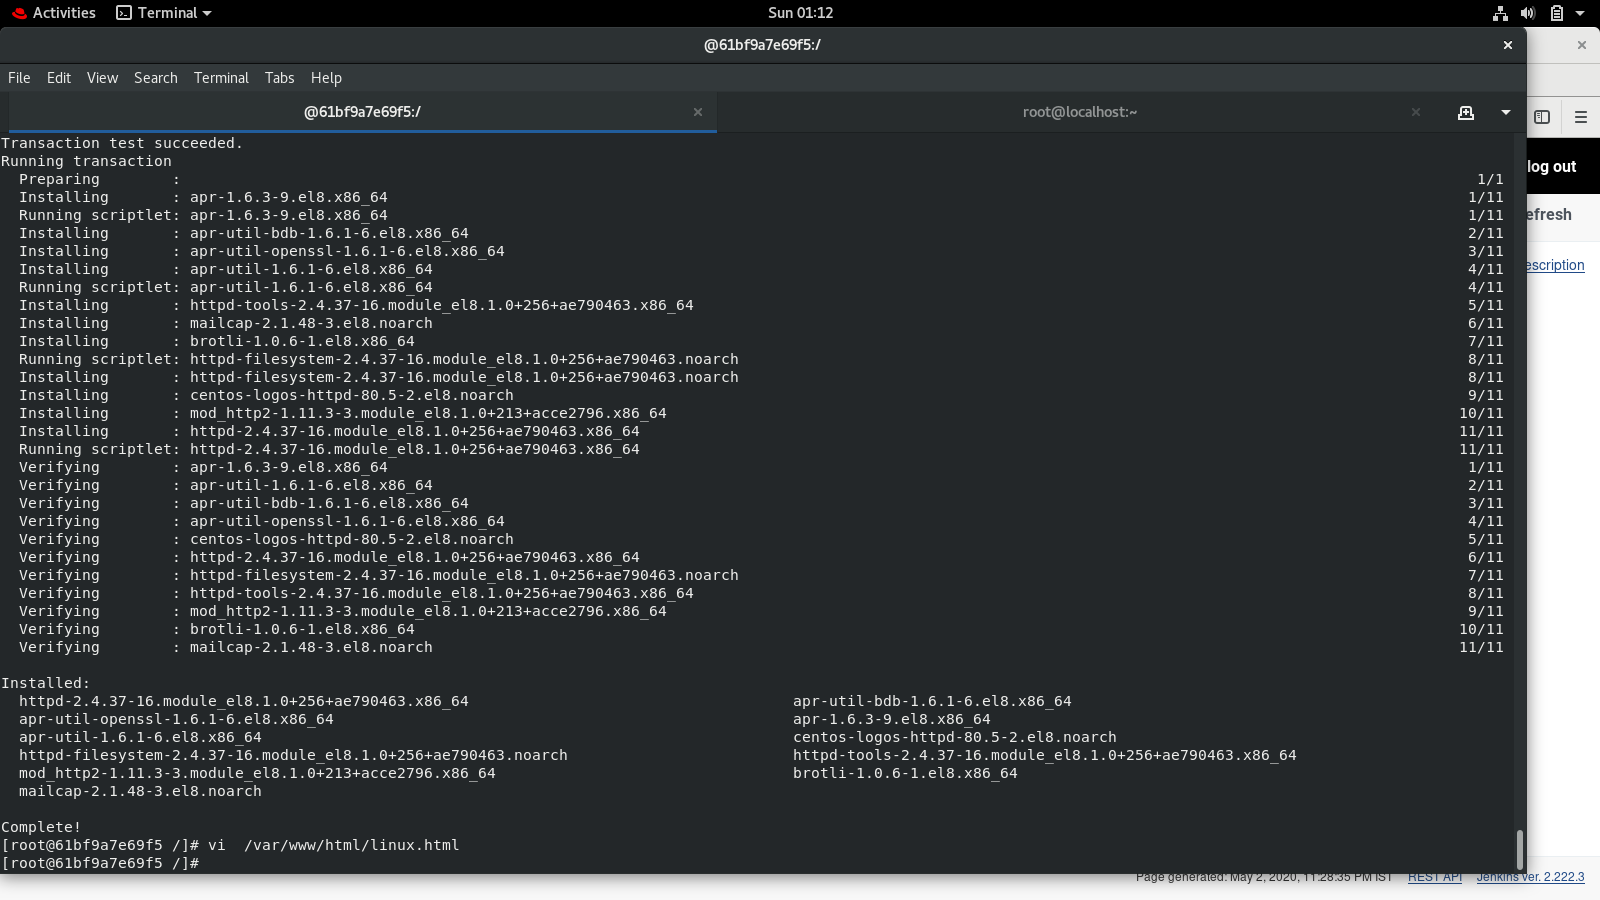 Activities Terminal Sun 01:12
@61bf9a7e69f5:/
File Edit View Search Terminal Tabs Help
@61bf9a7e69f5:/ root@localhost:~
Transaction test succeeded.
Running transaction
Preparing : 1/1
Installing : apr-1.6.3-9.el8.x86_64 1/11
Running scriptlet: apr-1.6.3-9.el8.x86_64 1/11
Installing : apr-util-bdb-1.6.1-6.el8.x86_64 2/11
Installing : apr-util-openssl-1.6.1-6.el8.x86_64 3/11
Installing : apr-util-1.6.1-6.el8.x86_64 4/11
Running scriptlet: apr-util-1.6.1-6.el8.x86_64 4/11
Installing : httpd-tools-2.4.37-16.module_el8.1.0+256+ae790463.x86_64 5/11
Installing : mailcap-2.1.48-3.el8.noarch 6/11
Installing : brotli-1.0.6-1.el8.x86_64 7/11
Running scriptlet: httpd-filesystem-2.4.37-16.module_el8.1.0+256+ae790463.noarch 8/11
Installing : httpd-filesystem-2.4.37-16.module_el8.1.0+256+ae790463.noarch 8/11
Installing : centos-logos-httpd-80.5-2.el8.noarch 9/11
Installing : mod_http2-1.11.3-3.module_el8.1.0+213+acce2796.x86_64 10/11
Installing : httpd-2.4.37-16.module_el8.1.0+256+ae790463.x86_64 11/11
Running scriptlet: httpd-2.4.37-16.module_el8.1.0+256+ae790463.x86_64 11/11
Verifying : apr-1.6.3-9.el8.x86_64 1/11
Verifying : apr-util-1.6.1-6.el8.x86_64 2/11
Verifying : apr-util-bdb-1.6.1-6.el8.x86_64 3/11
Verifying : apr-util-openssl-1.6.1-6.el8.x86_64 4/11
Verifying : centos-logos-httpd-80.5-2.el8.noarch 5/11
Verifying : httpd-2.4.37-16.module_el8.1.0+256+ae790463.x86_64 6/11
Verifying : httpd-filesystem-2.4.37-16.module_el8.1.0+256+ae790463.noarch 7/11
Verifying : httpd-tools-2.4.37-16.module_el8.1.0+256+ae790463.x86_64 8/11
Verifying : mod_http2-1.11.3-3.module_el8.1.0+213+acce2796.x86_64 9/11
Verifying : brotli-1.0.6-1.el8.x86_64 10/11
Verifying : mailcap-2.1.48-3.el8.noarch 11/11
Installed:
httpd-2.4.37-16.module_el8.1.0+256+ae790463.x86_64 apr-util-bdb-1.6.1-6.el8.x86_64
apr-util-openssl-1.6.1-6.el8.x86_64 apr-1.6.3-9.el8.x86_64
apr-util-1.6.1-6.el8.x86_64 centos-logos-httpd-80.5-2.el8.noarch
httpd-filesystem-2.4.37-16.module_el8.1.0+256+ae790463.noarch httpd-tools-2.4.37-16.module_el8.1.0+256+ae790463.x86_64
mod_http2-1.11.3-3.module_el8.1.0+213+acce2796.x86_64 brotli-1.0.6-1.el8.x86_64
mailcap-2.1.48-3.el8.noarch
Complete!
[root@61bf9a7e69f5 /]# vi  /var/www/html/linux.html
[root@61bf9a7e69f5 /]#
log out
efresh
escription
Page generated: May 2, 2020, 11:28:35 PM IST REST API Jenkins ver. 2.222.3